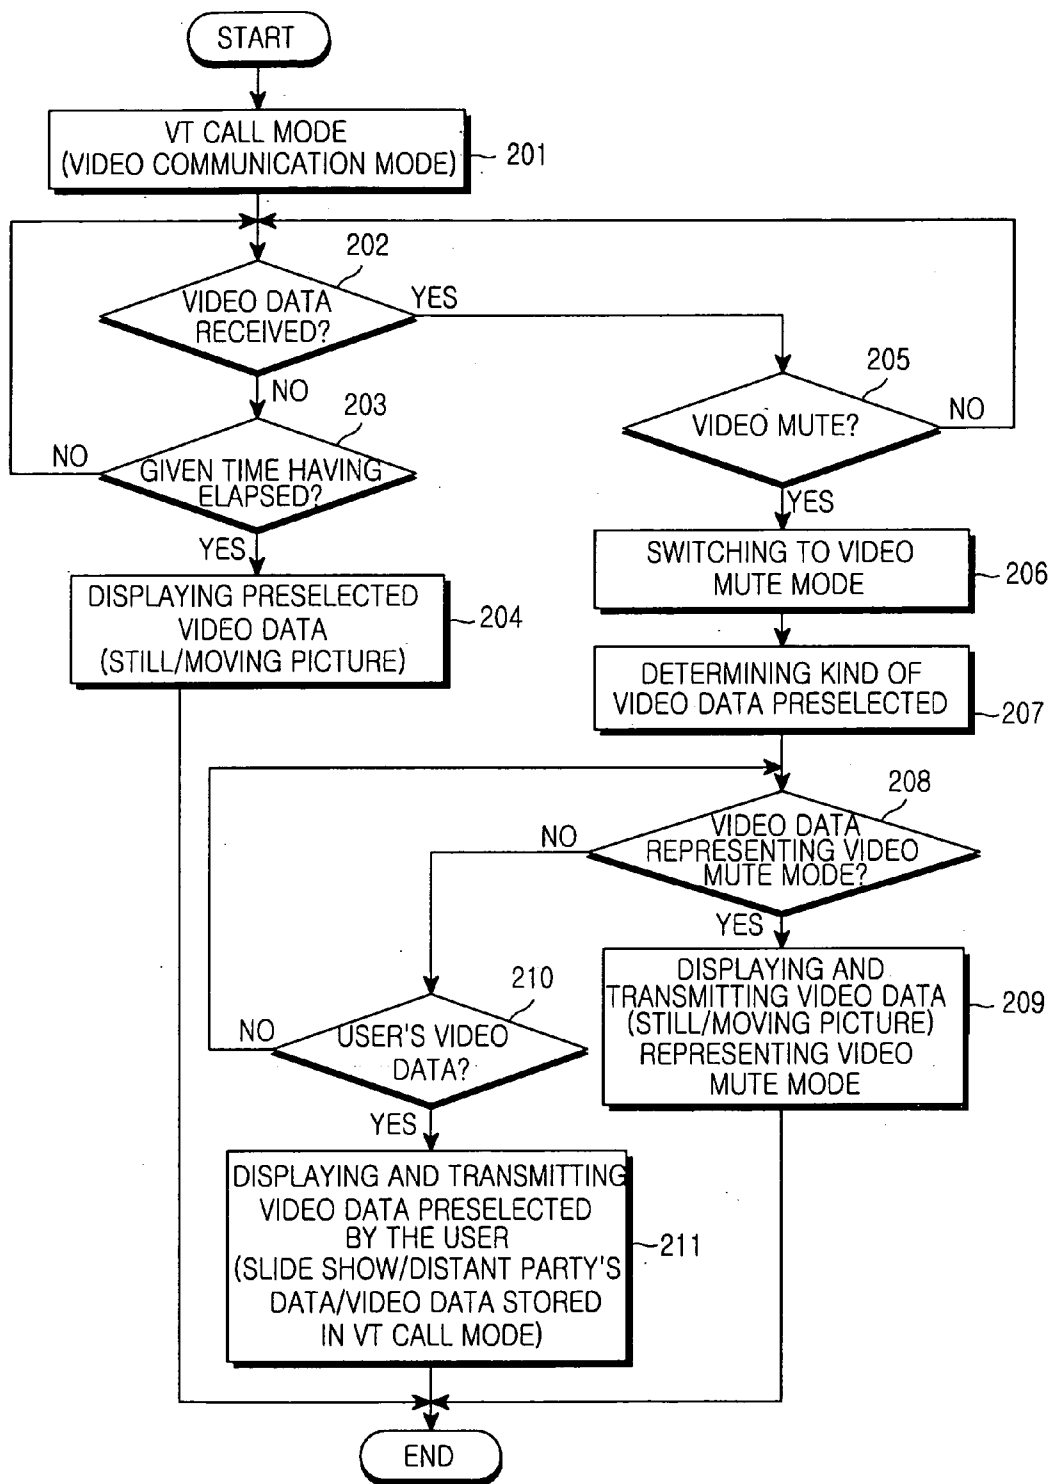 START
VT CALL MODE
(VIDEO COMMUNICATION MODE)
201
202
VIDEO DATA
RECEIVED?
YES
NO
203
GIVEN TIME HAVING
ELAPSED?
NO
YES
DISPLAYING PRESELECTED
VIDEO DATA
(STILL/MOVING PICTURE)
204
205
VIDEO MUTE?
NO
YES
SWITCHING TO VIDEO
MUTE MODE
206
DETERMINING KIND OF
VIDEO DATA PRESELECTED
207
208
VIDEO DATA
REPRESENTING VIDEO
MUTE MODE?
NO
YES
DISPLAYING AND
TRANSMITTING VIDEO DATA
(STILL/MOVING PICTURE)
REPRESENTING VIDEO
MUTE MODE
209
210
USER'S VIDEO
DATA?
NO
YES
DISPLAYING AND TRANSMITTING
VIDEO DATA PRESELECTED
BY THE USER
(SLIDE SHOW/DISTANT PARTY'S
DATA/VIDEO DATA STORED
IN VT CALL MODE)
211
END